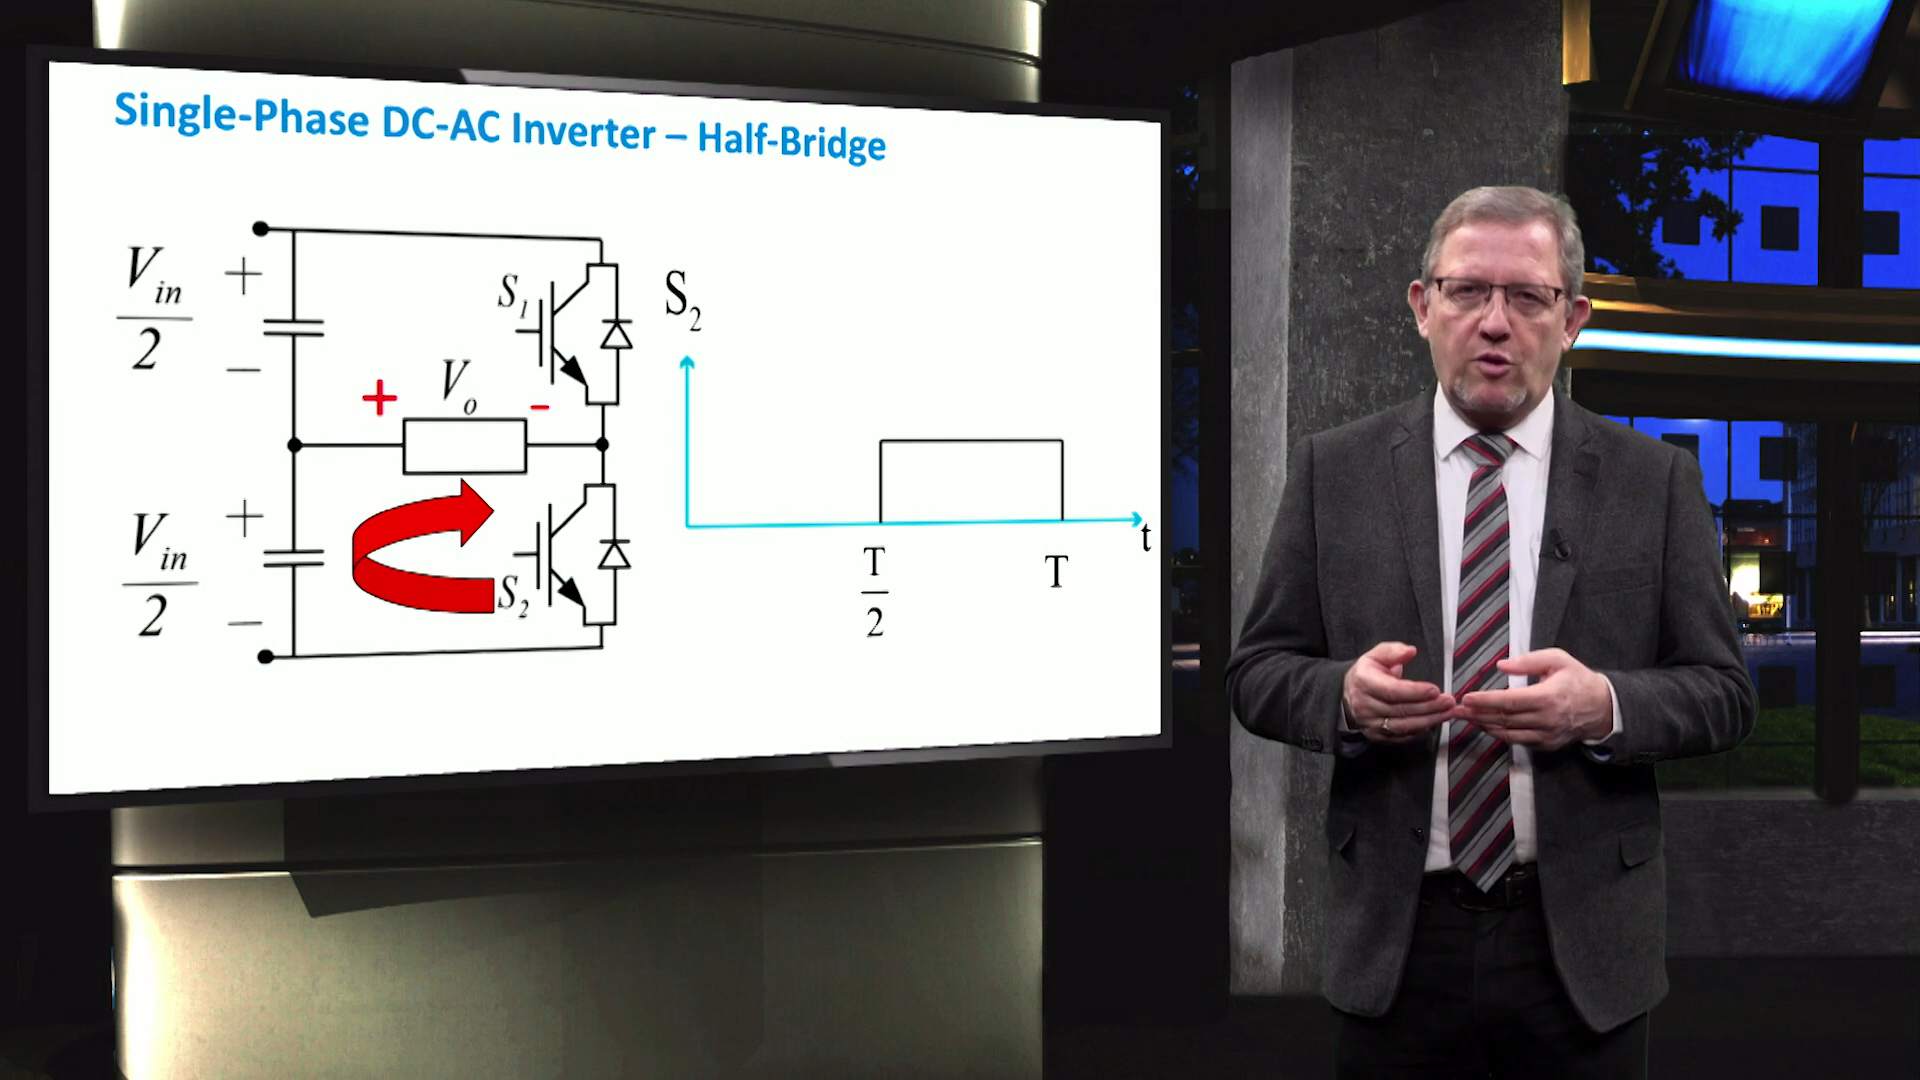 Single-Phase DC-AC Inverter – Half-Bridge
V_in / 2
+
−
S_1
S_2
+
V_o
-
V_in / 2
+
−
S_2
t
T / 2
T